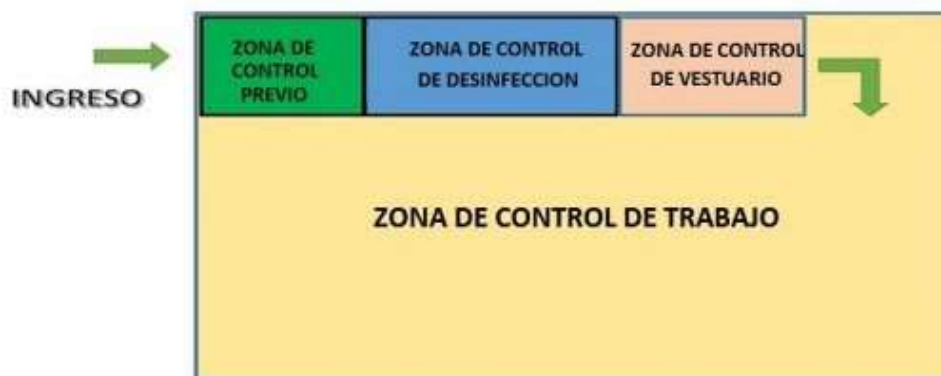 INGRESO
ZONA DE
CONTROL
PREVIO
ZONA DE CONTROL
DE DESINFECCION
ZONA DE CONTROL
DE VESTUARIO
ZONA DE CONTROL DE TRABAJO